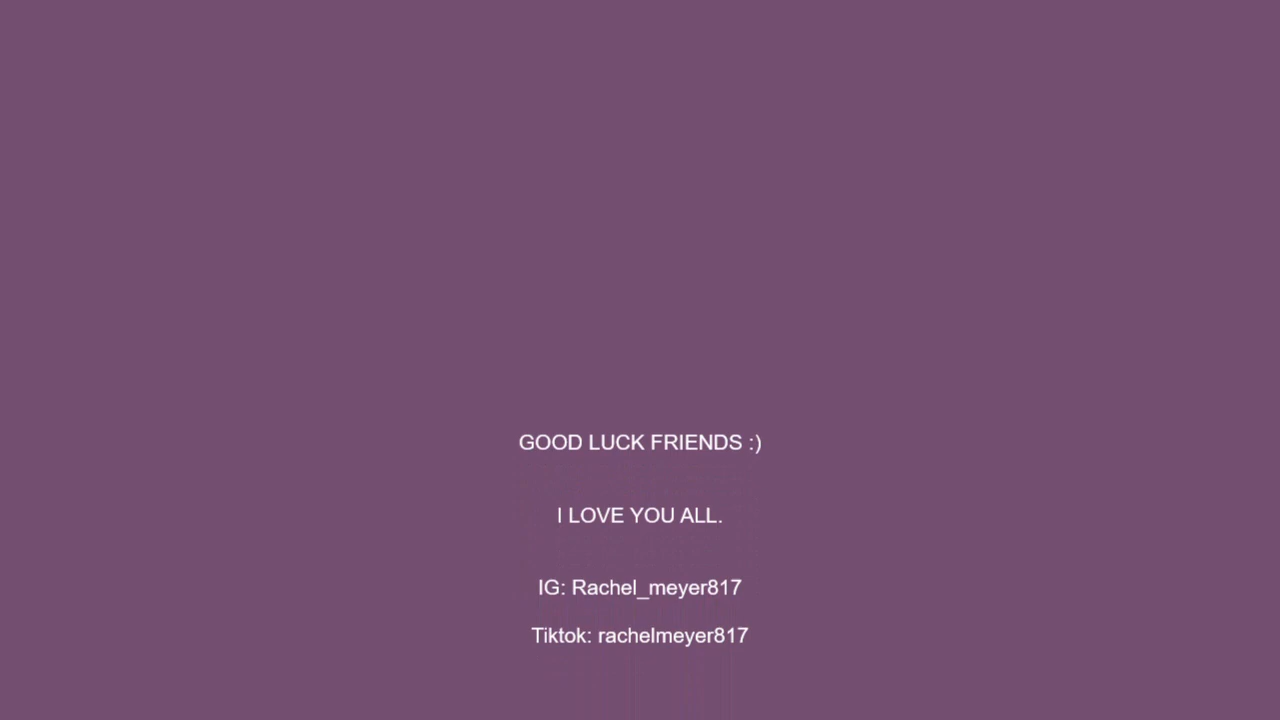 GOOD LUCK FRIENDS :)
I LOVE YOU ALL.
IG: Rachel_meyer817
Tiktok: rachelmeyer817